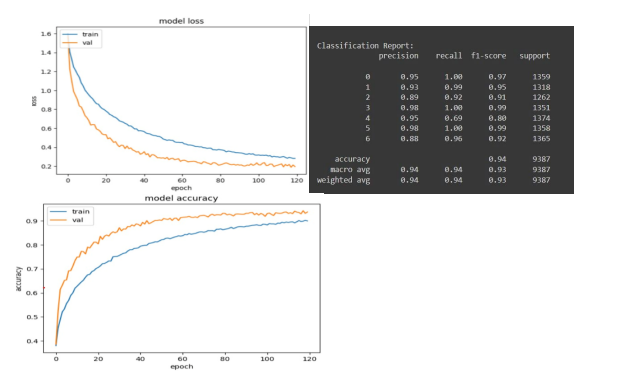 model loss
train
val
1.6
1.4
1.2
1.0
0.8
0.6
0.4
0.2
loss
0 20 40 60 80 100 120
epoch
Classification Report:
precision recall f1-score support
0 0.95 1.00 0.97 1359
1 0.93 0.99 0.95 1318
2 0.89 0.92 0.91 1262
3 0.98 1.00 0.99 1351
4 0.95 0.69 0.80 1374
5 0.98 1.00 0.99 1358
6 0.88 0.96 0.92 1365
accuracy 0.94 9387
macro avg 0.94 0.94 0.93 9387
weighted avg 0.94 0.94 0.93 9387
model accuracy
train
val
0.9
0.8
0.7
0.6
0.5
0.4
accuracy
0 20 40 60 80 100 120
epoch